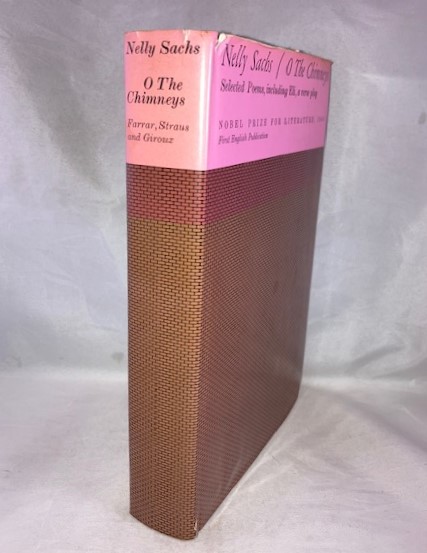 Nelly Sachs
O The
Chimneys
Farrar, Straus
and Giroux
Nelly Sachs / O The Chimneys
Selected Poems, including Eli, a verse play
NOBEL PRIZE FOR LITERATURE
First English Publication